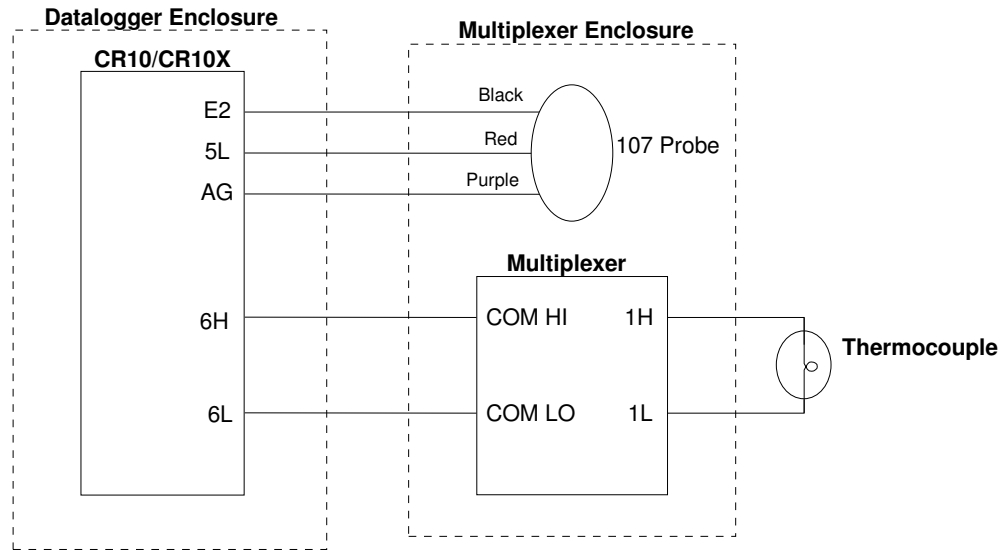 Datalogger Enclosure
Multiplexer Enclosure
CR10/CR10X
E2
Black
5L
Red
107 Probe
AG
Purple
Multiplexer
6H
COM HI
1H
Thermocouple
6L
COM LO
1L